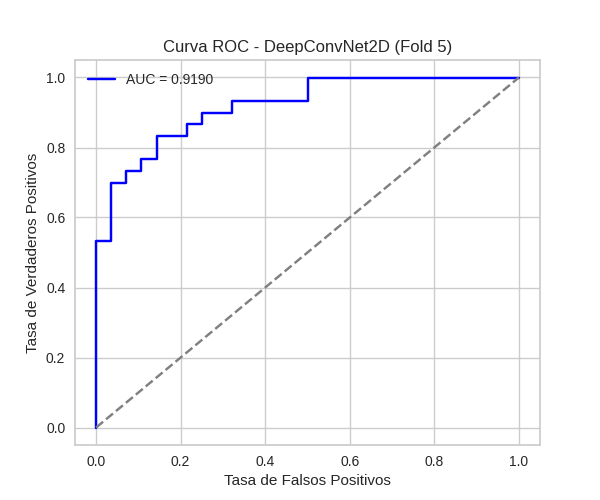 Curva ROC - DeepConvNet2D (Fold 5)
AUC = 0.9190
1.0
0.8
0.6
0.4
0.2
0.0
Tasa de Verdaderos Positivos
0.0 0.2 0.4 0.6 0.8 1.0
Tasa de Falsos Positivos